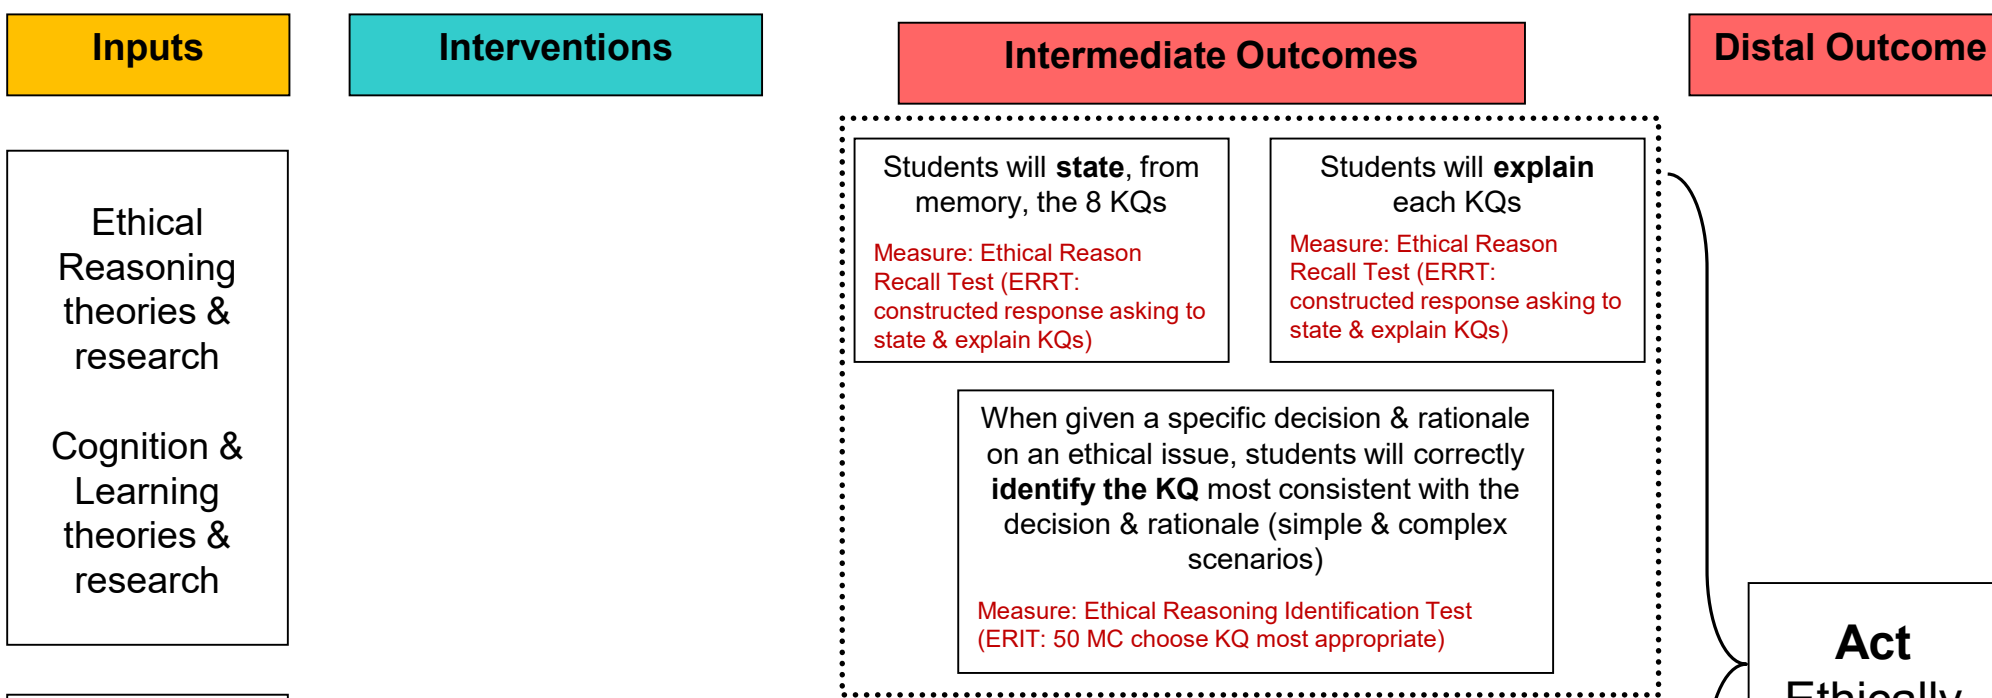 Inputs
Interventions
Intermediate Outcomes
Distal Outcome
Ethical
Reasoning
theories &
research
Cognition &
Learning
theories &
research
Students will state, from
memory, the 8 KQs
Measure: Ethical Reason
Recall Test (ERRT:
constructed response asking to
state & explain KQs)
Students will explain
each KQs
Measure: Ethical Reason
Recall Test (ERRT:
constructed response asking to
state & explain KQs)
When given a specific decision & rationale
on an ethical issue, students will correctly
identify the KQ most consistent with the
decision & rationale (simple & complex
scenarios)
Measure: Ethical Reasoning Identification Test
(ERIT: 50 MC choose KQ most appropriate)
Act
Ethically